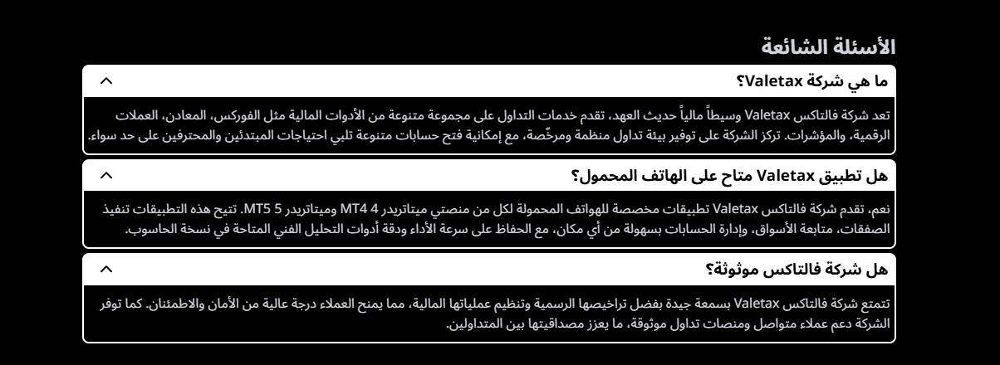 الأسئلة الشائعة
ما هي شركة Valetax؟
تعد شركة فالتاكس Valetax وسيطاً مالياً حديث العهد، تقدم خدمات التداول على مجموعة متنوعة من الأدوات المالية مثل الفوركس، المعادن، العملات
الرقمية، والمؤشرات. تركز الشركة على توفير بيئة تداول منظمة ومرخّصة، مع إمكانية فتح حسابات متنوعة تلبي احتياجات المبتدئين والمحترفين على حد سواء.
هل تطبيق Valetax متاح على الهاتف المحمول؟
نعم، تقدم شركة فالتاكس Valetax تطبيقات مخصصة للهواتف المحمولة لكل من منصتي ميتاتريدر 4 MT4 وميتاتريدر 5 MT5. تتيح هذه التطبيقات تنفيذ
الصفقات، متابعة الأسواق، وإدارة الحسابات بسهولة من أي مكان، مع الحفاظ على سرعة الأداء ودقة أدوات التحليل الفني المتاحة في نسخة الحاسوب.
هل شركة فالتاكس موثوثة؟
تتمتع شركة فالتاكس Valetax بسمعة جيدة بفضل تراخيصها الرسمية وتنظيم عملياتها المالية، مما يمنح العملاء درجة عالية من الأمان والاطمئنان. كما توفر
الشركة دعم عملاء متواصل ومنصات تداول موثوقة، ما يعزز مصداقيتها بين المتداولين.